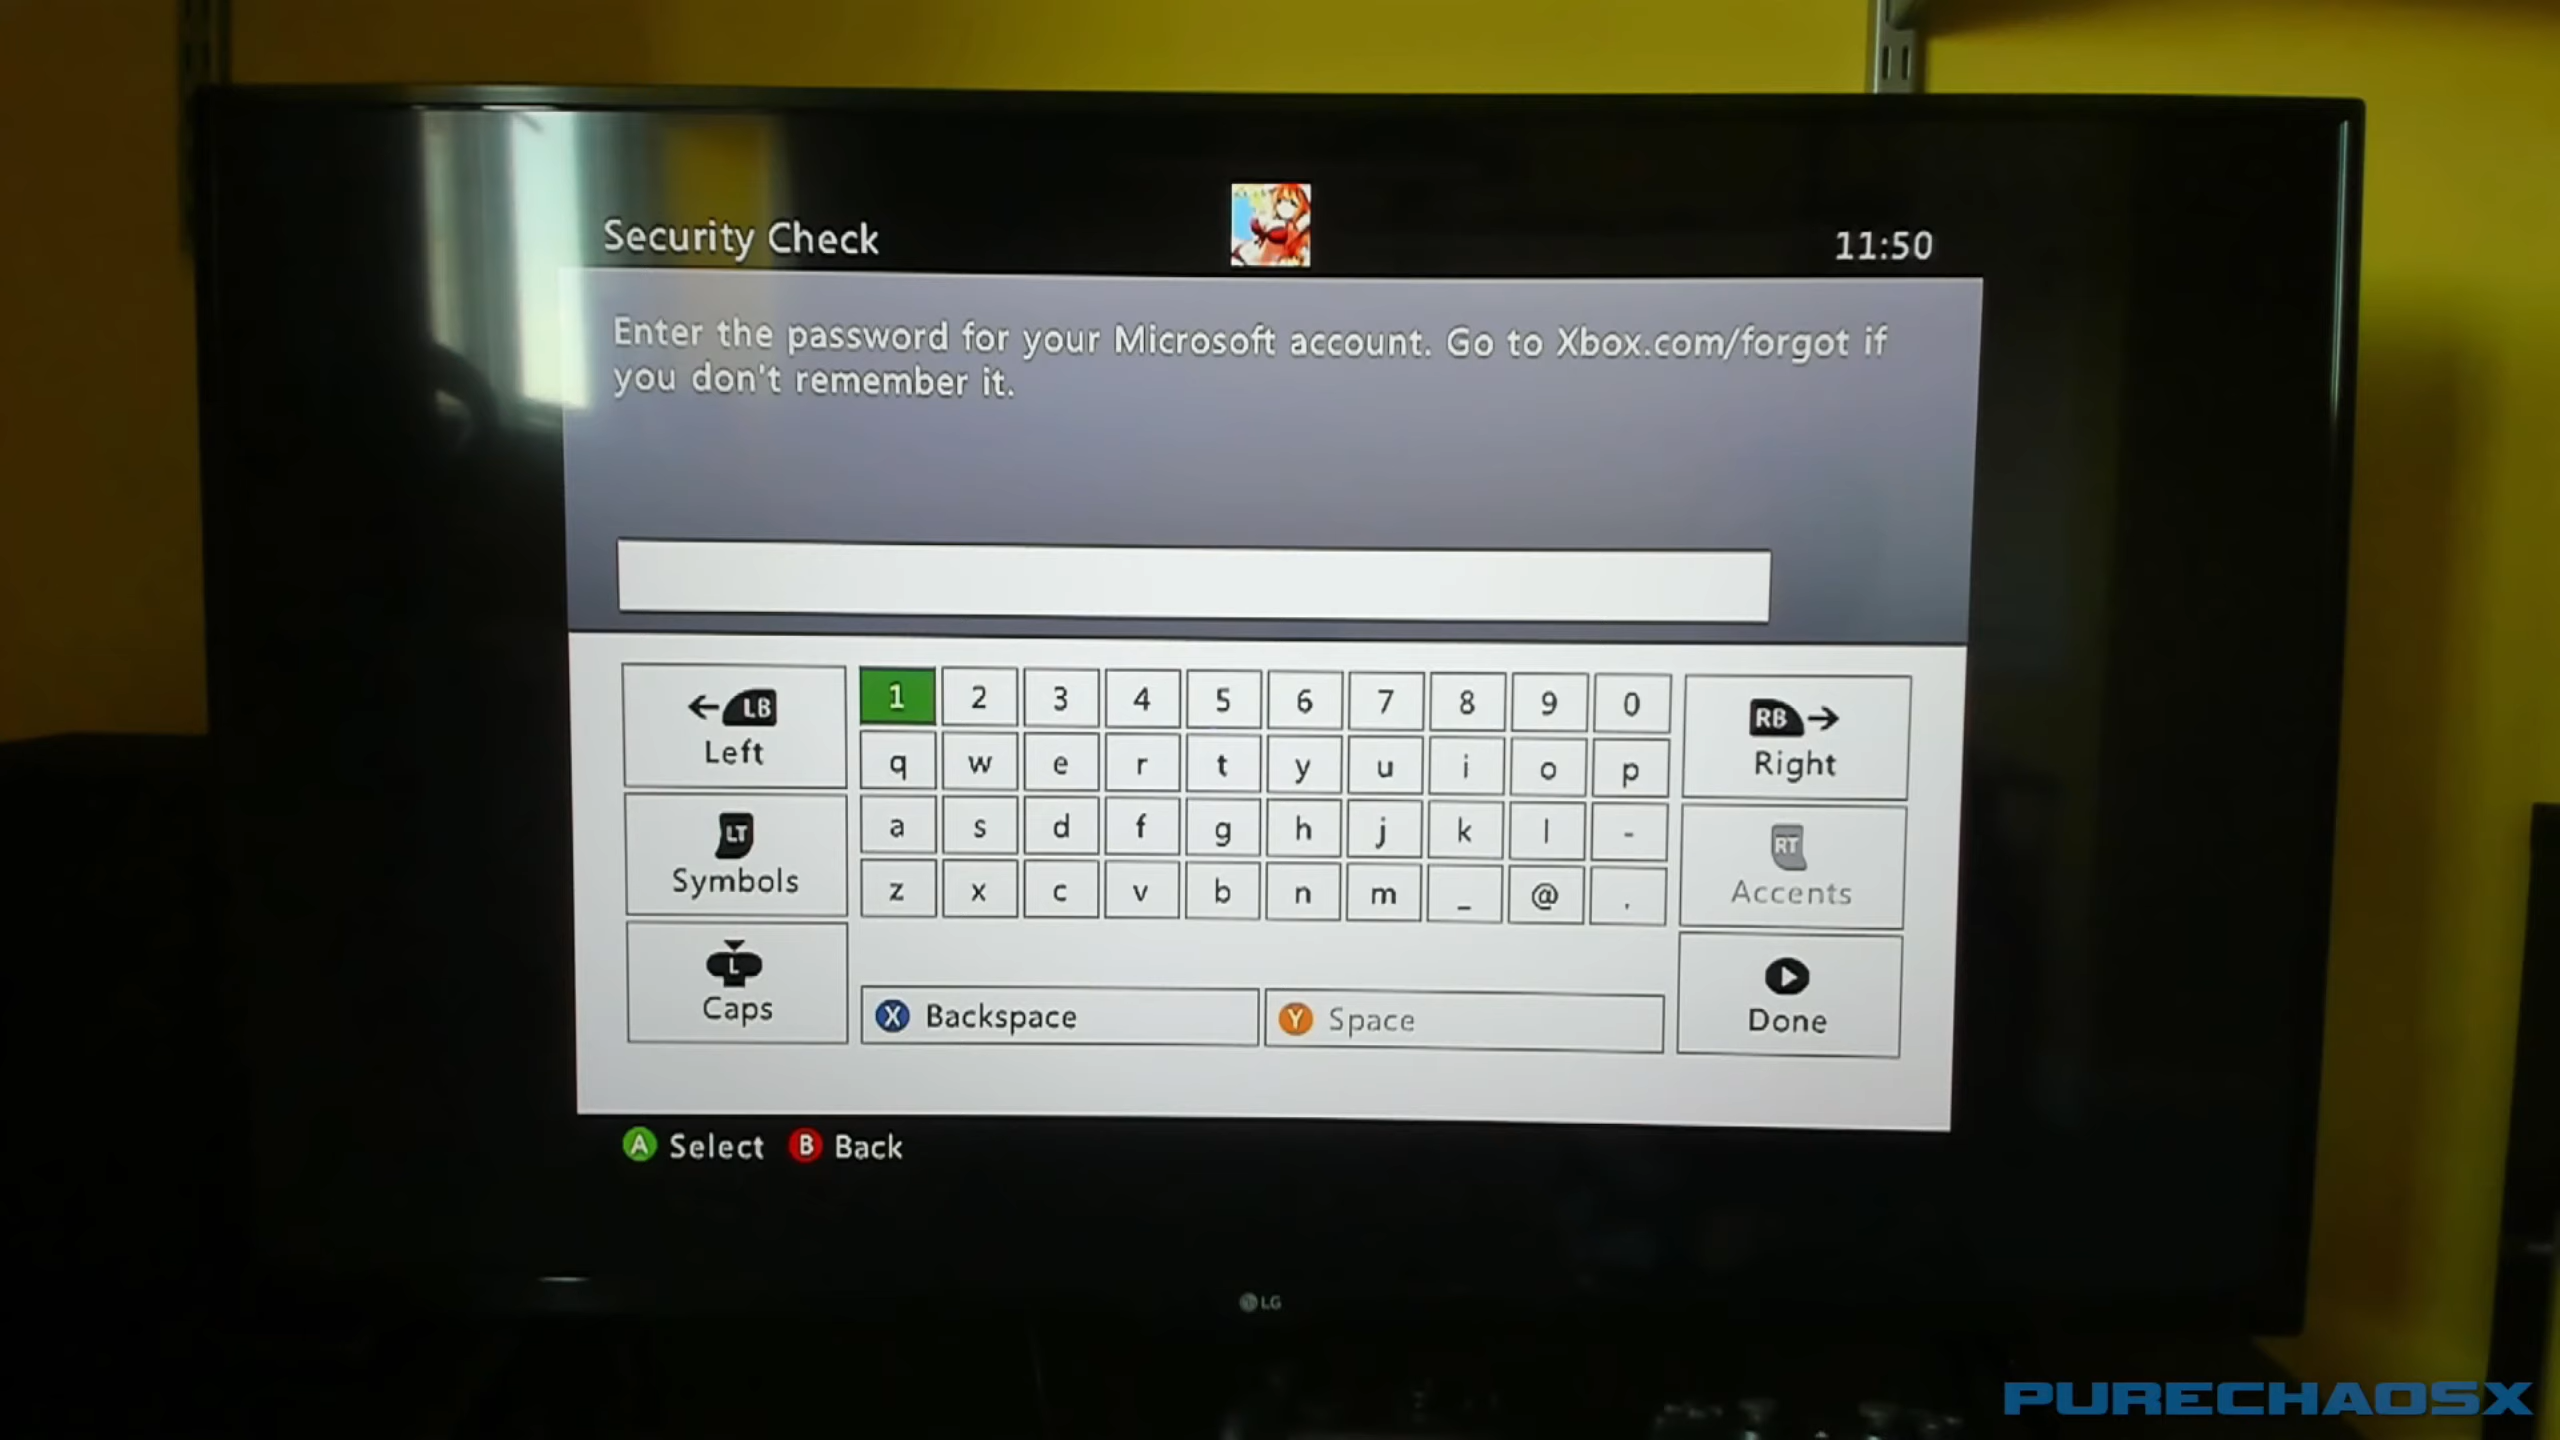 Security Check
11:50
Enter the password for your Microsoft account. Go to Xbox.com/forgot if
you don't remember it.
LB
Left
1 2 3 4 5 6 7 8 9 0
RB
Right
q w e r t y u i o p
LT
Symbols
a s d f g h j k l -
RT
Accents
z x c v b n m _ @ .
L
Caps
X Backspace
Y Space
Done
A Select B Back
LG
PURECHAOSX